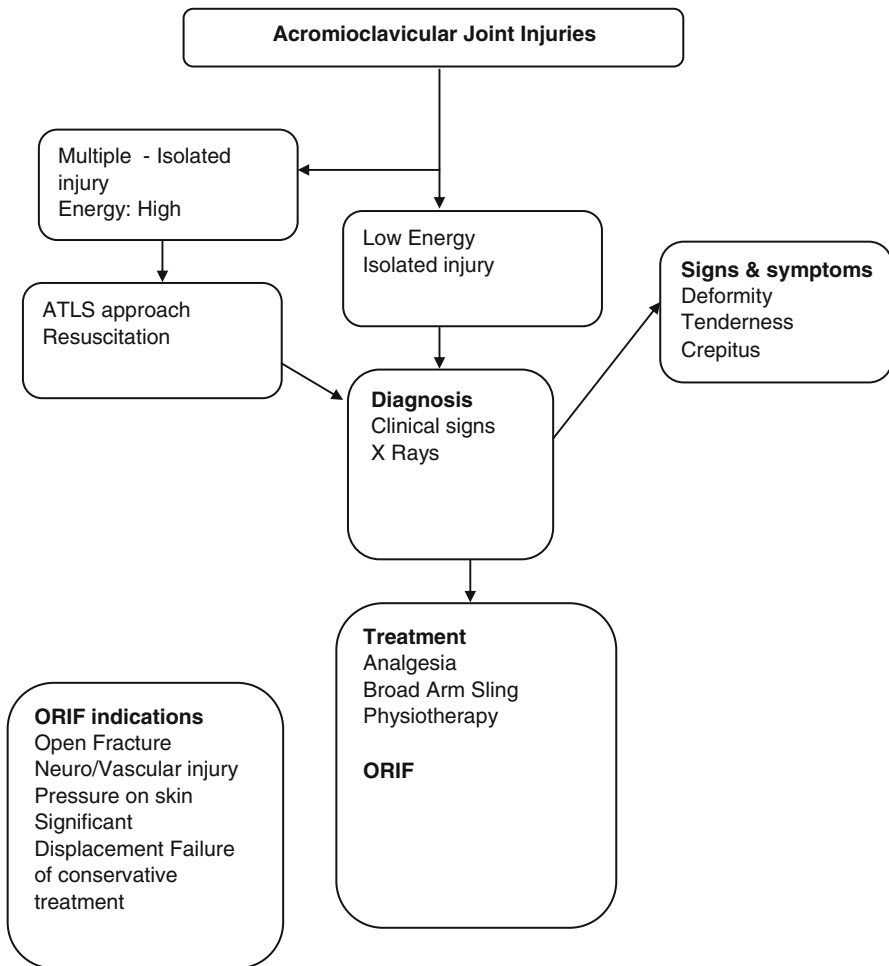 Acromioclavicular Joint Injuries
Multiple - Isolated
injury
Energy: High
Low Energy
Isolated injury
Signs & symptoms
Deformity
Tenderness
Crepitus
ATLS approach
Resuscitation
Diagnosis
Clinical signs
X Rays
Treatment
Analgesia
Broad Arm Sling
Physiotherapy
ORIF
ORIF indications
Open Fracture
Neuro/Vascular injury
Pressure on skin
Significant
Displacement Failure
of conservative
treatment